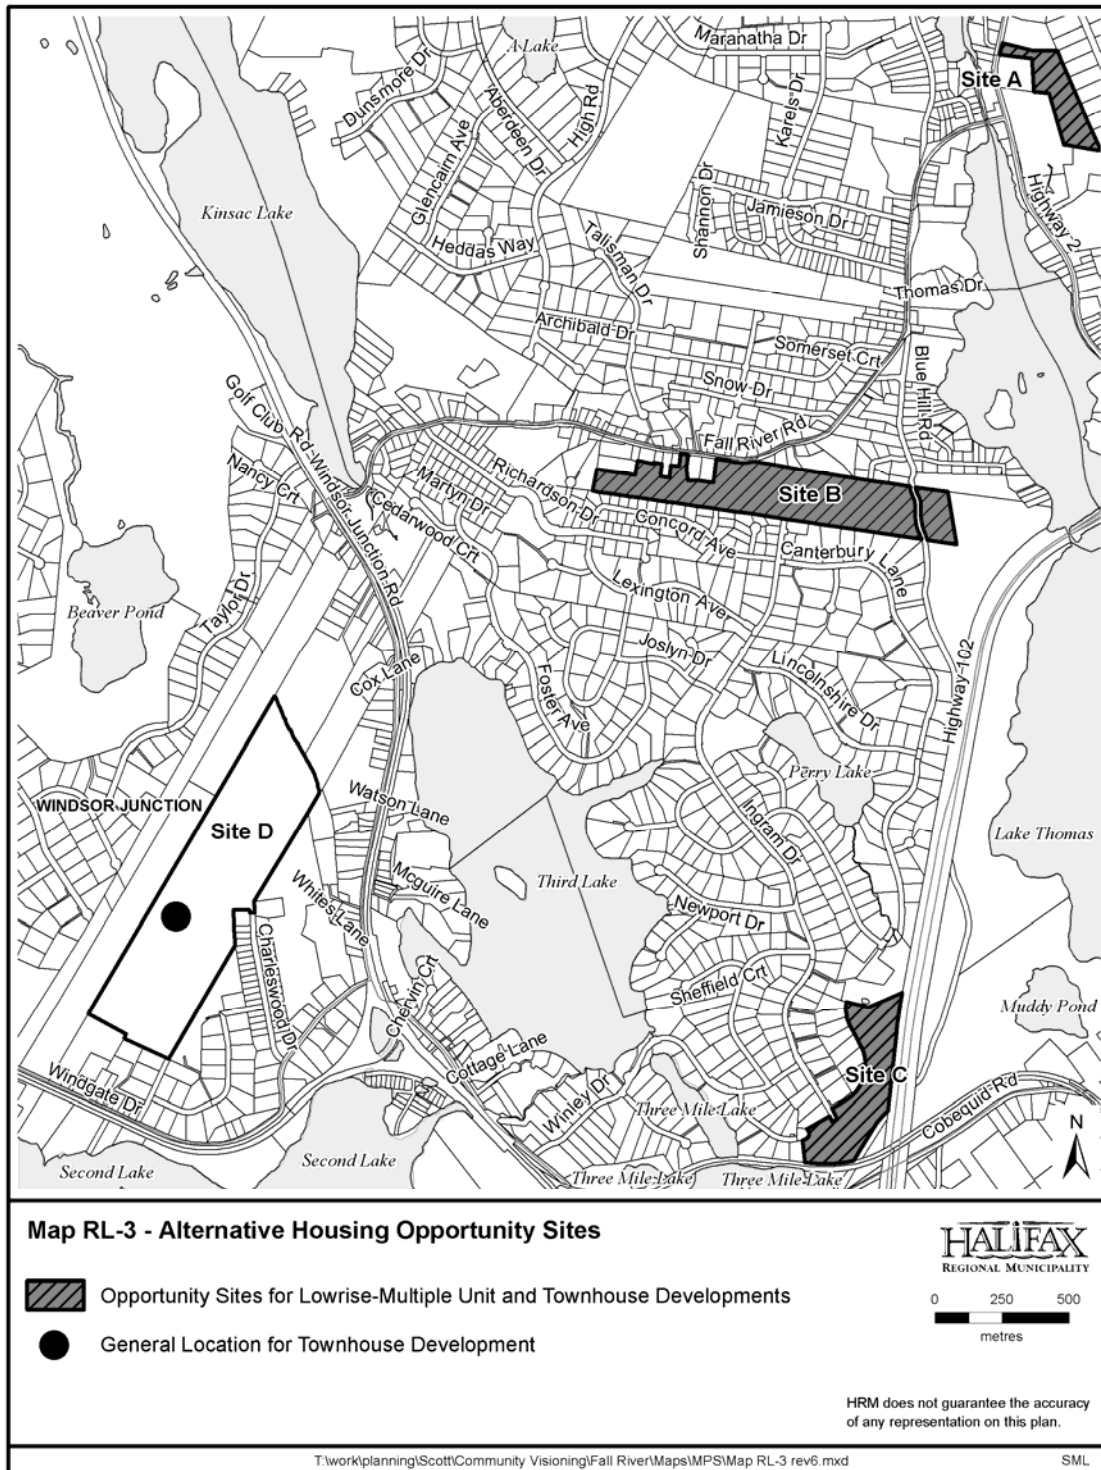 Maranatha Dr
A Lake
Site A
Dunsmore Dr
Aberdeen Dr
High Rd
Karels Dr
Glencairn Ave
Kinsac Lake
Shannon Dr
Jamieson Dr
Highway 2
Heddas Way
Talisman Dr
Thomas Dr
Archibald Dr
Somerset Crt
Snow Dr
Blue Hill Rd
Golf Club Rd
Fall River Rd
Nancy Crt
Windsor Junction Rd
Martyn Dr
Richardson Dr
Site B
Cedarwood Crt
Concord Ave
Canterbury Lane
Lexington Ave
Beaver Pond
Taylor Dr
Joslyn Dr
Lincolnshire Dr
Cox Lane
Foster Ave
Highway 102
Perry Lake
WINDSOR JUNCTION
Site D
Watson Lane
Ingram Dr
Lake Thomas
Mcguire Lane
Third Lake
Whites Lane
Newport Dr
Charleswood Dr
Sheffield Crt
Chervin Crt
Muddy Pond
Cottage Lane
Site C
Windgate Dr
Winley Dr
Three Mile Lake
Cobequid Rd
N
Second Lake
Second Lake
Three Mile Lake
Three Mile Lake
Map RL-3 - Alternative Housing Opportunity Sites
HALIFAX
REGIONAL MUNICIPALITY
Opportunity Sites for Lowrise-Multiple Unit and Townhouse Developments
0 250 500
metres
General Location for Townhouse Development
HRM does not guarantee the accuracy
of any representation on this plan.
T:\work\planning\Scott\Community Visioning\Fall River\Maps\MPS\Map RL-3 rev6.mxd
SML